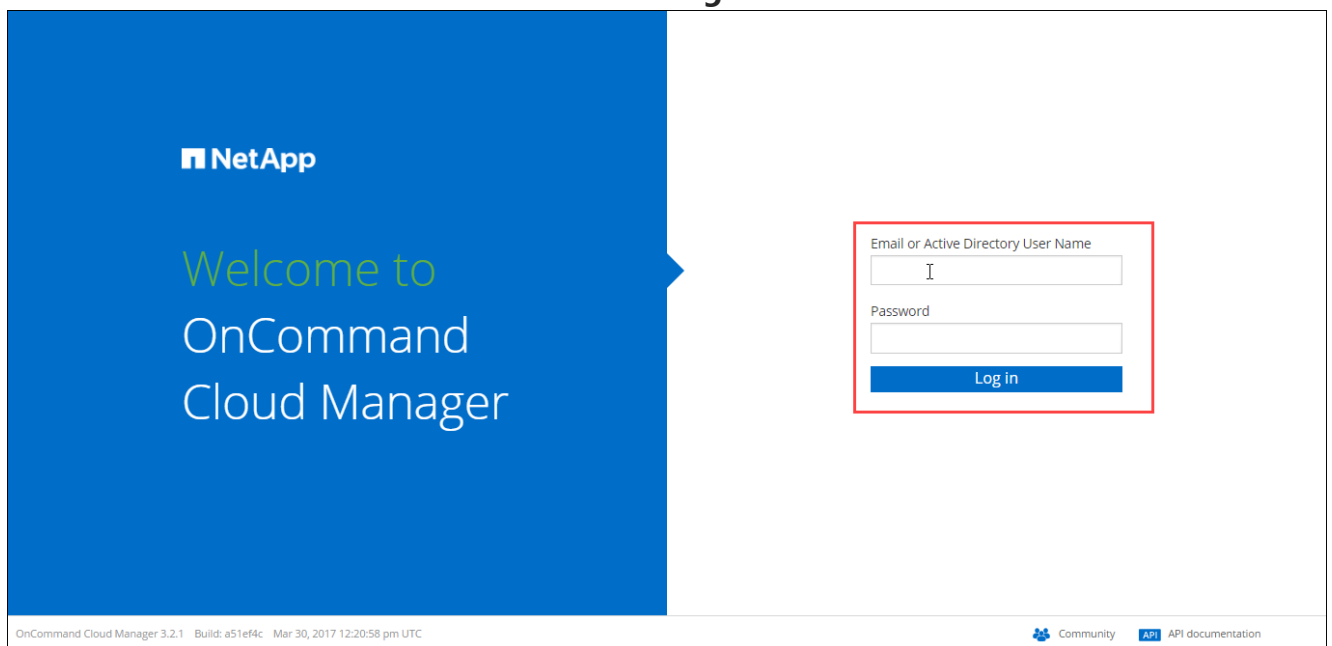 NetApp
Welcome to
OnCommand
Cloud Manager
Email or Active Directory User Name
Password
Log in
OnCommand Cloud Manager 3.2.1 Build: a51ef4c Mar 30, 2017 12:20:58 pm UTC
Community API API documentation